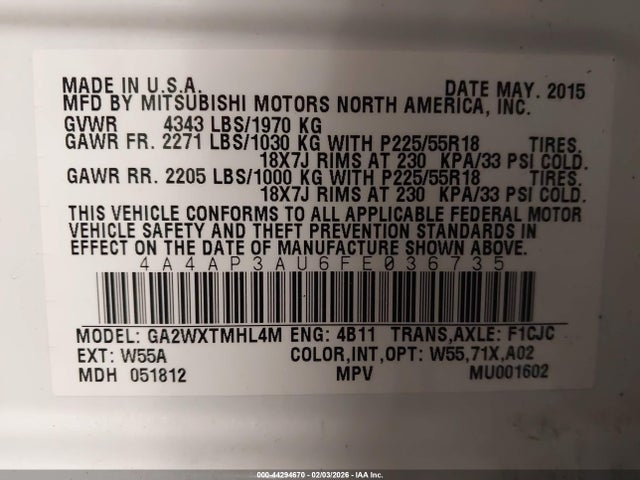 MADE IN U.S.A. DATE MAY. 2015
MFD BY MITSUBISHI MOTORS NORTH AMERICA, INC.
GVWR 4343 LBS/1970 KG
GAWR FR. 2271 LBS/1030 KG WITH P225/55R18 TIRES.
18X7J RIMS AT 230 KPA/33 PSI COLD.
GAWR RR. 2205 LBS/1000 KG WITH P225/55R18 TIRES.
18X7J RIMS AT 230 KPA/33 PSI COLD.
THIS VEHICLE CONFORMS TO ALL APPLICABLE FEDERAL MOTOR
VEHICLE SAFETY AND THEFT PREVENTION STANDARDS IN
EFFECT ON THE DATE OF MANUFACTURE SHOWN ABOVE.
4A4AP3AU6FE036735
MODEL: GA2WXTMHL4M ENG: 4B11 TRANS,AXLE: F1CJC
EXT: W55A COLOR,INT,OPT: W55,71X,A02
MDH 051812 MPV MU001602
000-44294670 - 02/03/2026 - IAA Inc.